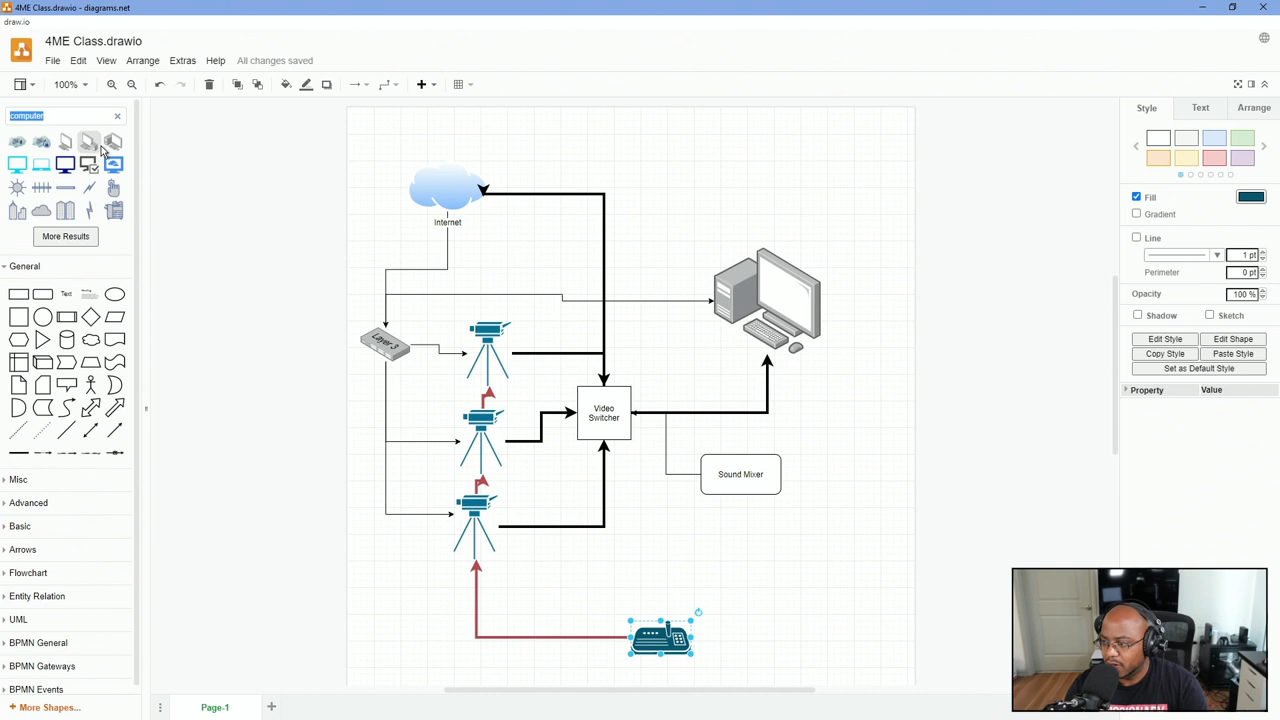 4ME Class.drawio - diagrams.net
draw.io
4ME Class.drawio
File Edit View Arrange Extras Help All changes saved
100%
computer
More Results
General
Text
Misc
Advanced
Basic
Arrows
Flowchart
Entity Relation
UML
BPMN General
BPMN Gateways
BPMN Events
+ More Shapes...
Page-1
Internet
Layer 3
Video
Switcher
Sound Mixer
Style Text Arrange
Fill
Gradient
Line
1 pt
Perimeter 0 pt
Opacity 100 %
Shadow Sketch
Edit Style Edit Shape
Copy Style Paste Style
Set as Default Style
Property Value